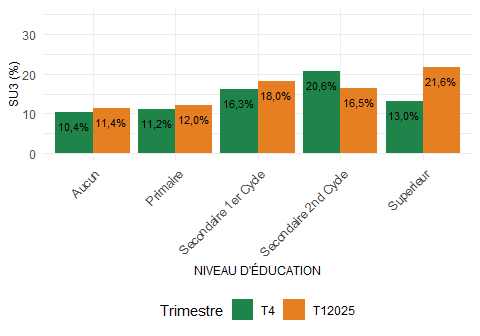 SU3 (%)
30
20
10
0
10,4%
11,4%
11,2%
12,0%
16,3%
18,0%
20,6%
16,5%
13,0%
21,6%
Aucun
Primaire
Secondaire 1er Cycle
Secondaire 2nd Cycle
Superieur
NIVEAU D'ÉDUCATION
Trimestre T4 T12025